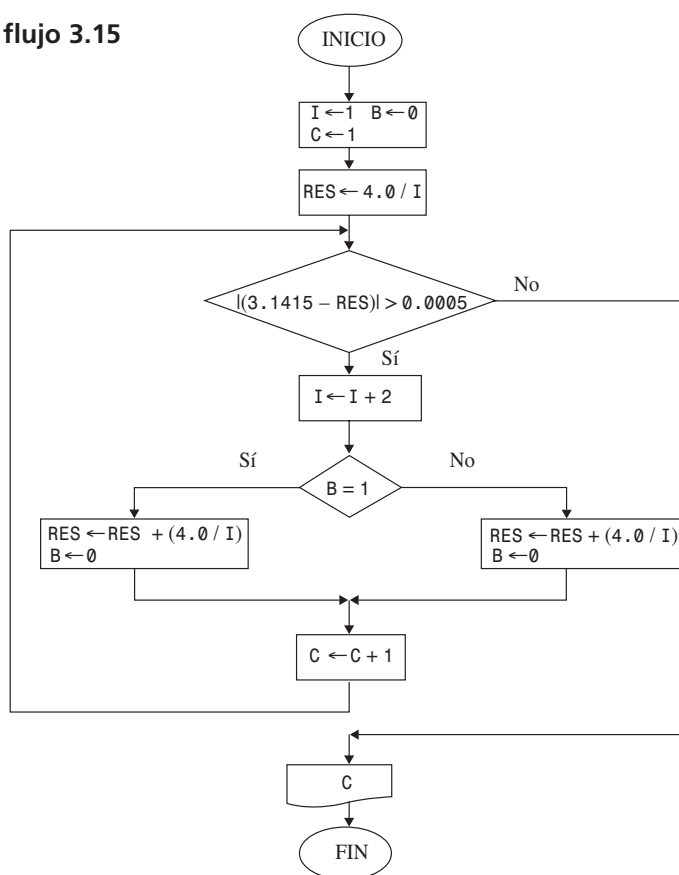 flujo 3.15
INICIO
I ← 1 B ← 0
C ← 1
RES ← 4.0 / I
|(3.1415 – RES)| > 0.0005
No
Sí
I ← I + 2
Sí
No
B = 1
RES ← RES + (4.0 / I)
B ← 0
RES ← RES + (4.0 / I)
B ← 0
C ← C + 1
C
FIN